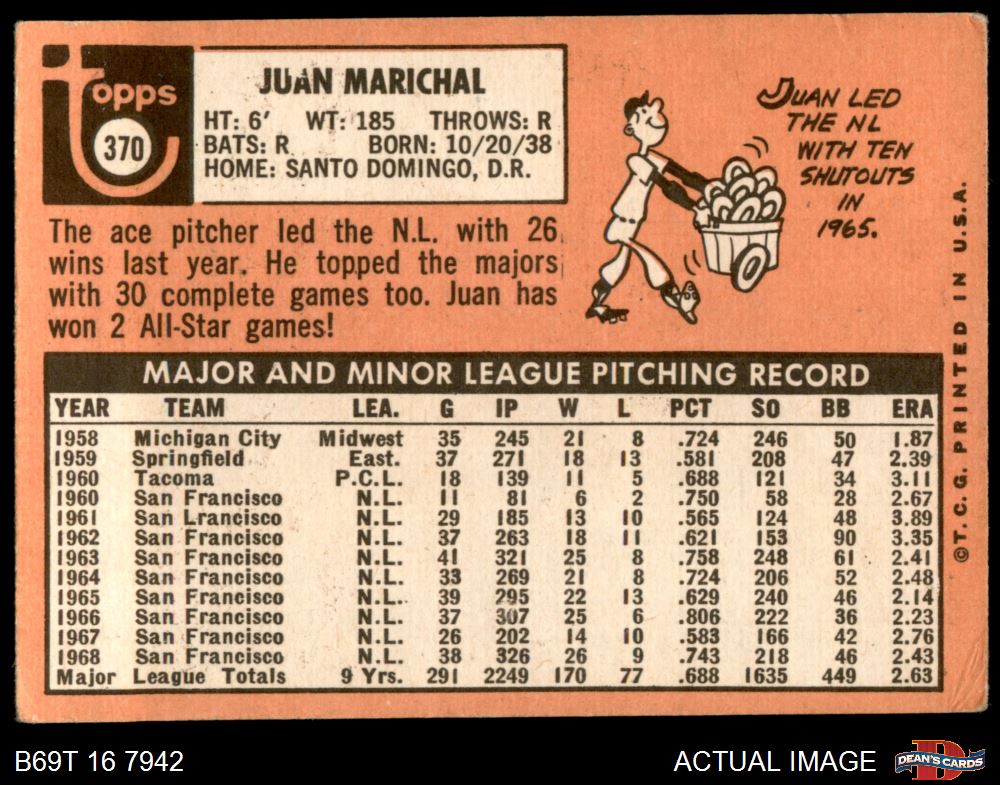 Topps
370
JUAN MARICHAL
HT: 6' WT: 185 THROWS: R
BATS: R BORN: 10/20/38
HOME: SANTO DOMINGO, D.R.
JUAN LED
THE NL
WITH TEN
SHUTOUTS
IN
1965.
The ace pitcher led the N.L. with 26
wins last year. He topped the majors
with 30 complete games too. Juan has
won 2 All-Star games!
MAJOR AND MINOR LEAGUE PITCHING RECORD
YEAR TEAM LEA. G IP W L PCT SO BB ERA
1958 Michigan City Midwest 35 245 21 8 .724 246 50 1.87
1959 Springfield East. 37 271 18 13 .581 208 47 2.39
1960 Tacoma P.C.L. 18 139 11 5 .688 121 34 3.11
1960 San Francisco N.L. 11 81 6 2 .750 58 28 2.67
1961 San Lrancisco N.L. 29 185 13 10 .565 124 48 3.89
1962 San Francisco N.L. 37 263 18 11 .621 153 90 3.35
1963 San Francisco N.L. 41 321 25 8 .758 248 61 2.41
1964 San Francisco N.L. 33 269 21 8 .724 206 52 2.48
1965 San Francisco N.L. 39 295 22 13 .629 240 46 2.14
1966 San Francisco N.L. 37 307 25 6 .806 222 36 2.23
1967 San Francisco N.L. 26 202 14 10 .583 166 42 2.76
1968 San Francisco N.L. 38 326 26 9 .743 218 46 2.43
Major League Totals 9 Yrs. 291 2249 170 77 .688 1635 449 2.63
©T.C.G. PRINTED IN U.S.A.
B69T 16 7942
ACTUAL IMAGE
D
DEAN'S CARDS